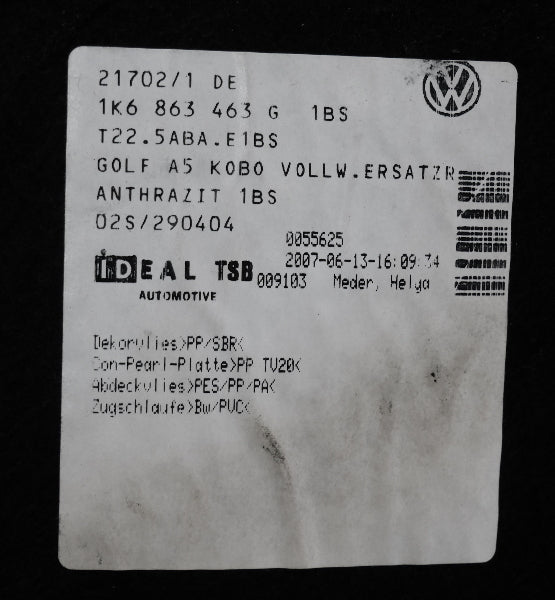 21702/1 DE
1K6 863 463 G 1BS
T22.5ABA.E1BS
GOLF A5 KOBO VOLLW.ERSATZR
ANTHRAZIT 1BS
02S/290404
0055625
2007-06-13-16:09:34
IDEAL TSB 009103 Meder, Helga
AUTOMOTIVE
Dekorvlies>PP/SBR<
Con-Pearl-Platte>PP TV20<
Abdeckvlies>PES/PP/PA<
Zugschlaufe>Bw/PVC<